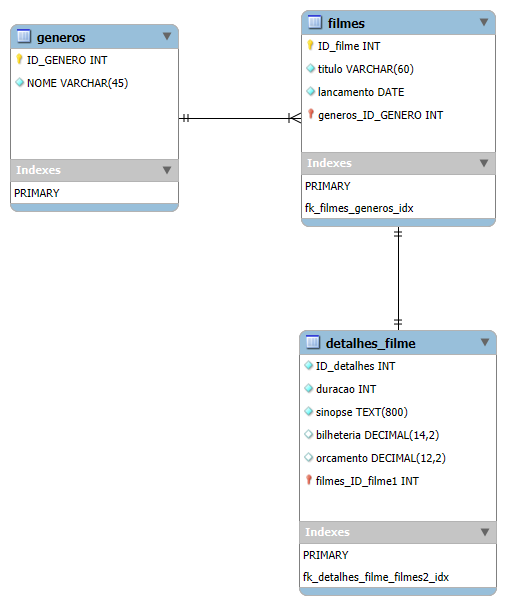 generos
ID_GENERO INT
NOME VARCHAR(45)
Indexes
PRIMARY
filmes
ID_filme INT
titulo VARCHAR(60)
lancamento DATE
generos_ID_GENERO INT
Indexes
PRIMARY
fk_filmes_generos_idx
detalhes_filme
ID_detalhes INT
duracao INT
sinopse TEXT(800)
bilheteria DECIMAL(14,2)
orcamento DECIMAL(12,2)
filmes_ID_filme1 INT
Indexes
PRIMARY
fk_detalhes_filme_filmes2_idx